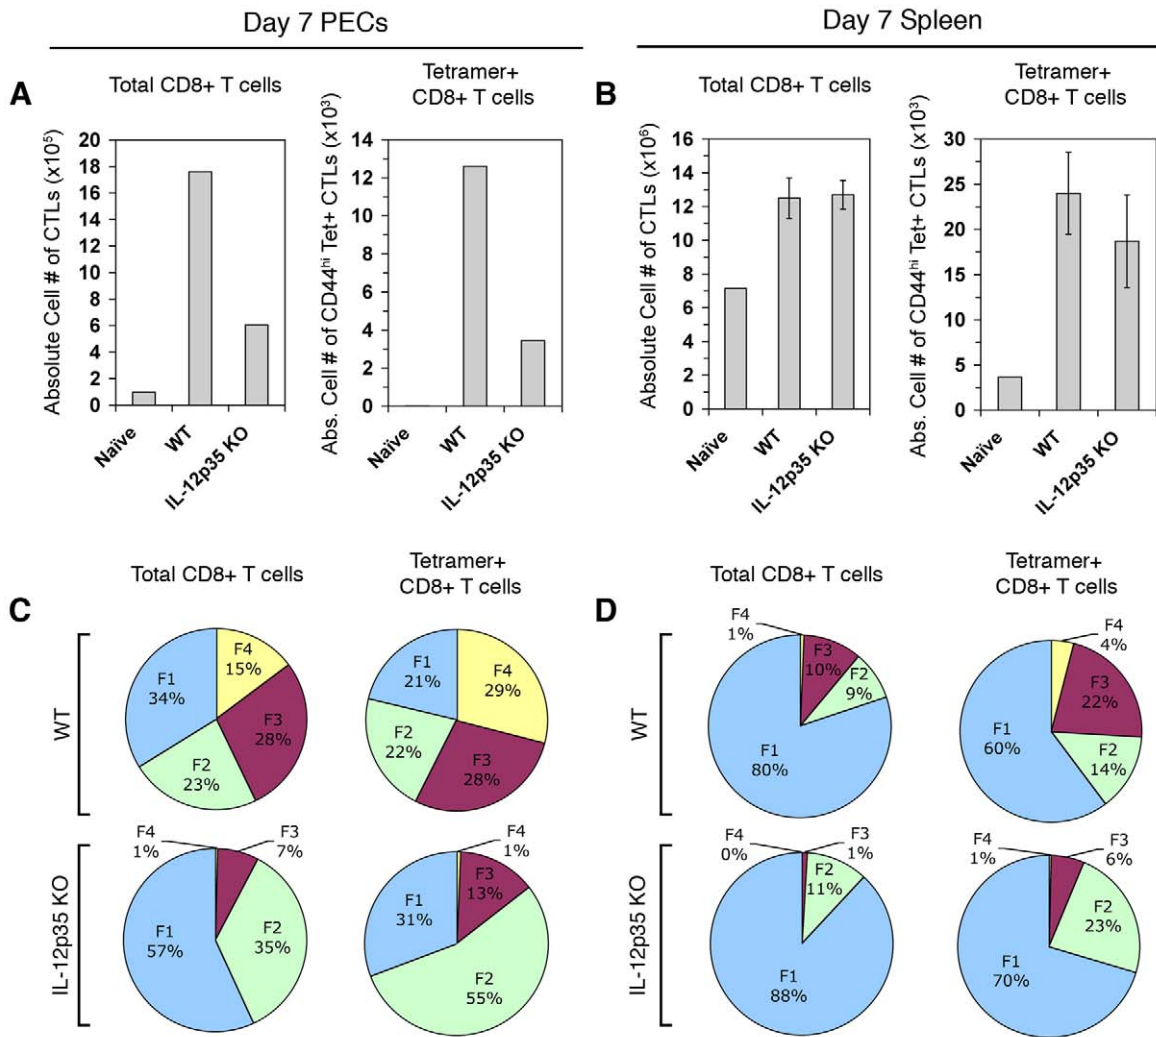 Day 7 PECs
Day 7 Spleen
A
Total CD8+ T cells
Tetramer+
CD8+ T cells
Absolute Cell # of CTLs (x10⁵)
20
18
16
14
12
10
8
6
4
2
0
Naïve
WT
IL-12p35 KO
Abs. Cell # of CD44ʰⁱ Tet+ CTLs (x10³)
14
12
10
8
6
4
2
0
Naïve
WT
IL-12p35 KO
B
Total CD8+ T cells
Tetramer+
CD8+ T cells
Absolute Cell # of CTLs (x10⁶)
16
14
12
10
8
6
4
2
0
Naïve
WT
IL-12p35 KO
Abs. Cell # of CD44ʰⁱ Tet+ CTLs (x10³)
30
25
20
15
10
5
0
Naïve
WT
IL-12p35 KO
C
Total CD8+ T cells
Tetramer+
CD8+ T cells
WT
F1
34%
F4
15%
F3
28%
F2
23%
F1
21%
F4
29%
F2
22%
F3
28%
IL-12p35 KO
F4
1%
F3
7%
F1
57%
F2
35%
F4
1%
F3
13%
F1
31%
F2
55%
D
Total CD8+ T cells
Tetramer+
CD8+ T cells
WT
F4
1%
F3
10%
F2
9%
F1
80%
F4
4%
F3
22%
F1
60%
F2
14%
IL-12p35 KO
F4
0%
F3
1%
F2
11%
F1
88%
F4
1%
F3
6%
F2
23%
F1
70%